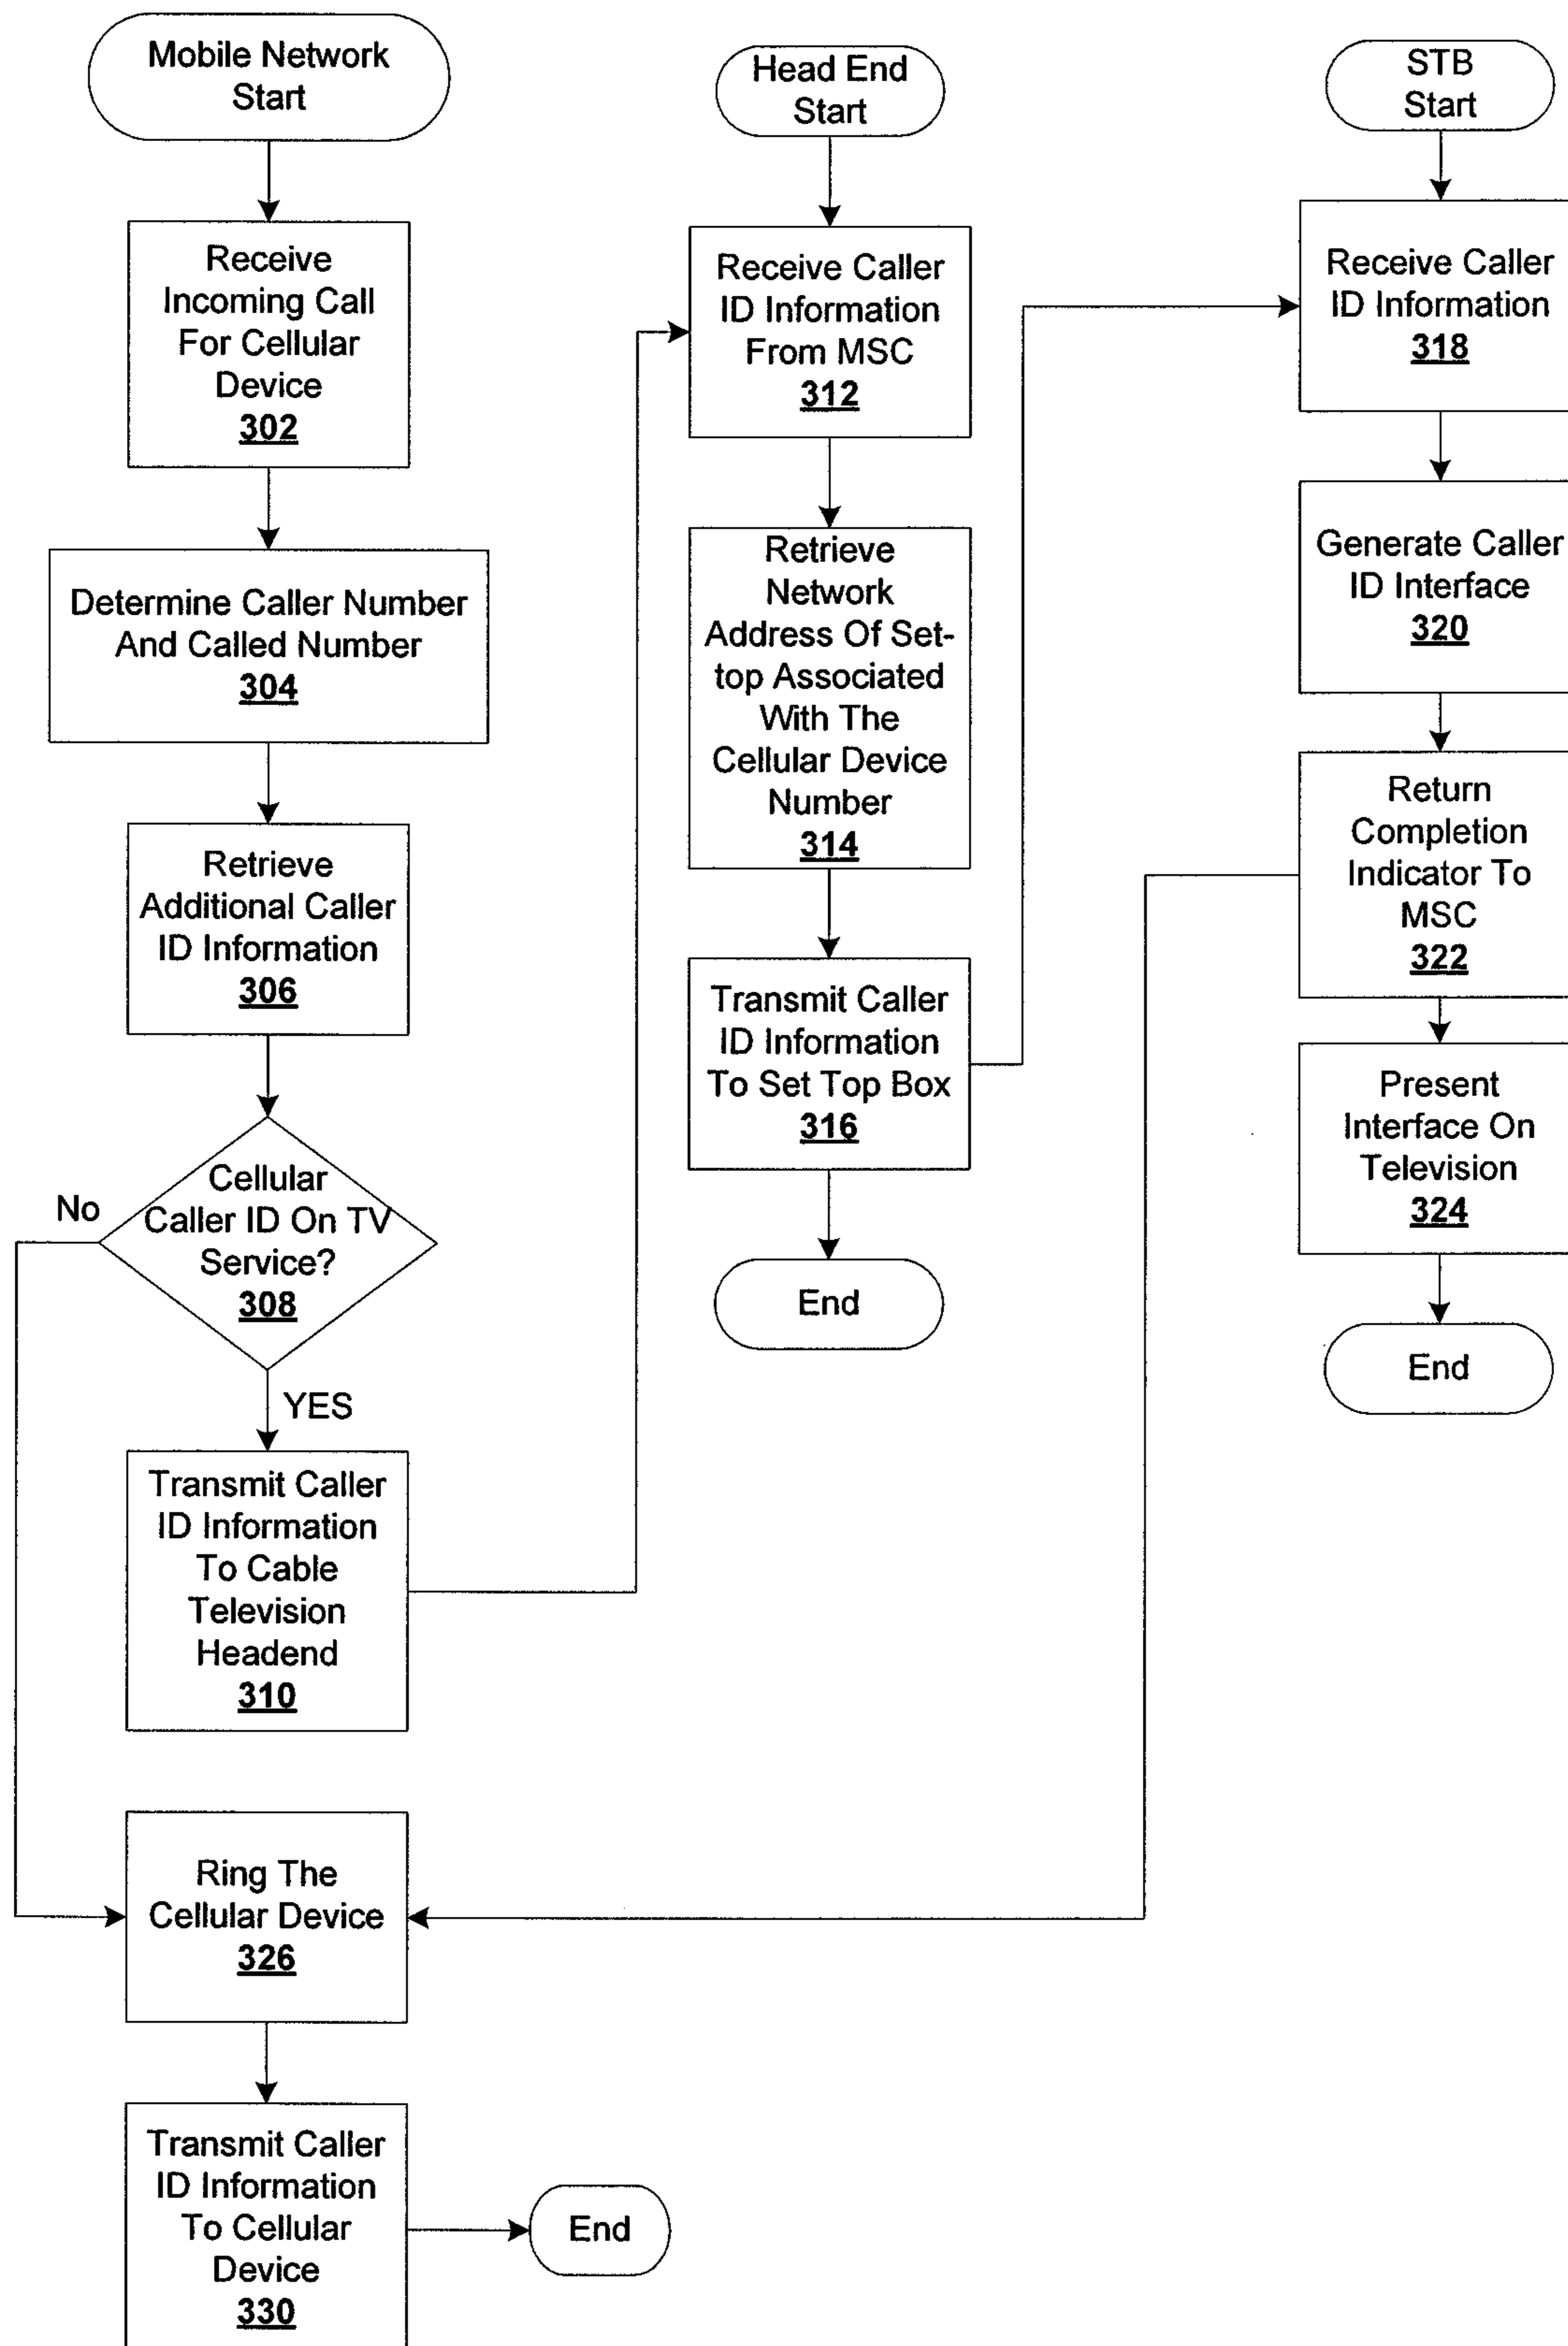 Mobile Network
Start
Receive
Incoming Call
For Cellular
Device
302
Determine Caller Number
And Called Number
304
Retrieve
Additional Caller
ID Information
306
Cellular
Caller ID On TV
Service?
308
No
YES
Transmit Caller
ID Information
To Cable
Television
Headend
310
Ring The
Cellular Device
326
Transmit Caller
ID Information
To Cellular
Device
330
End
Head End
Start
Receive Caller
ID Information
From MSC
312
Retrieve
Network
Address Of Set-
top Associated
With The
Cellular Device
Number
314
Transmit Caller
ID Information
To Set Top Box
316
End
STB
Start
Receive Caller
ID Information
318
Generate Caller
ID Interface
320
Return
Completion
Indicator To
MSC
322
Present
Interface On
Television
324
End